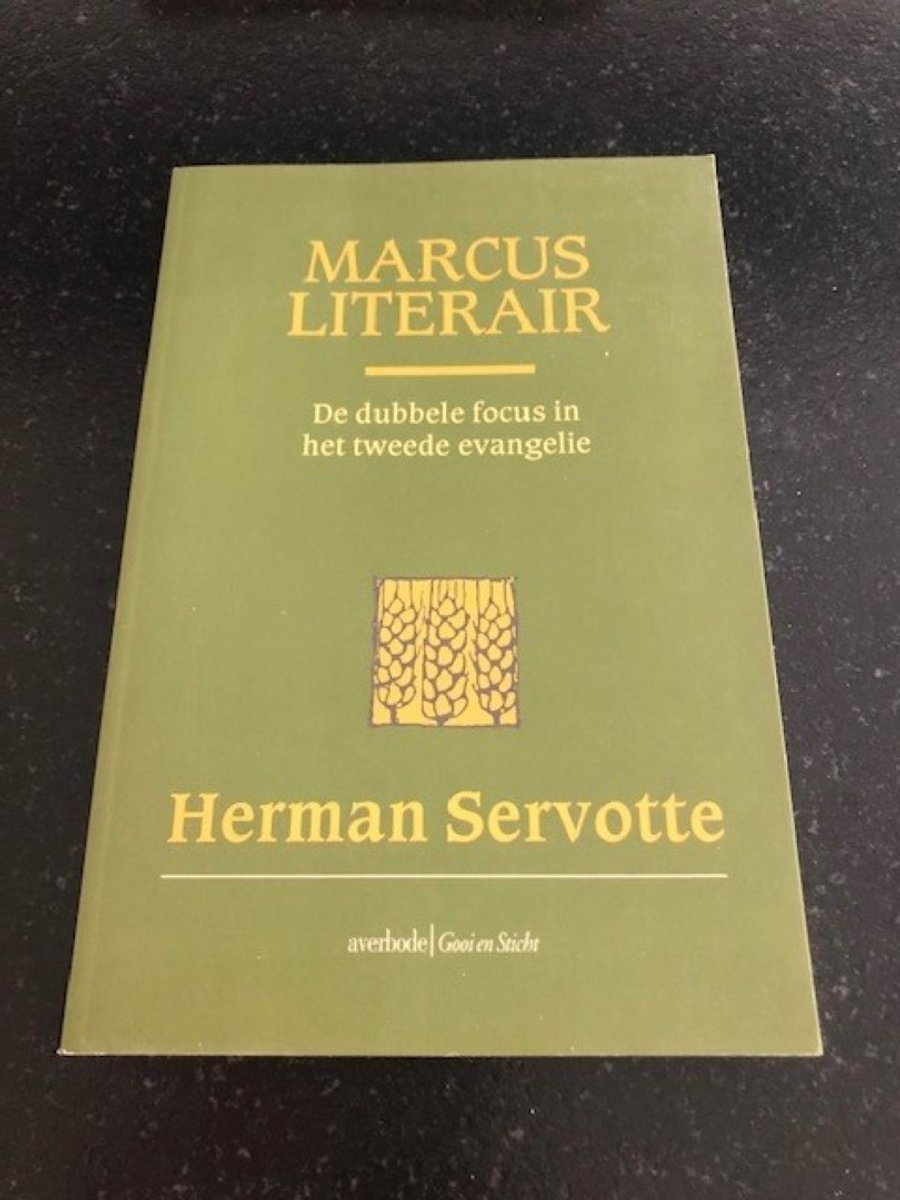 MARCUS
LITERAIR
De dubbele focus in
het tweede evangelie
Herman Servotte
averbode|Gooi en Sticht